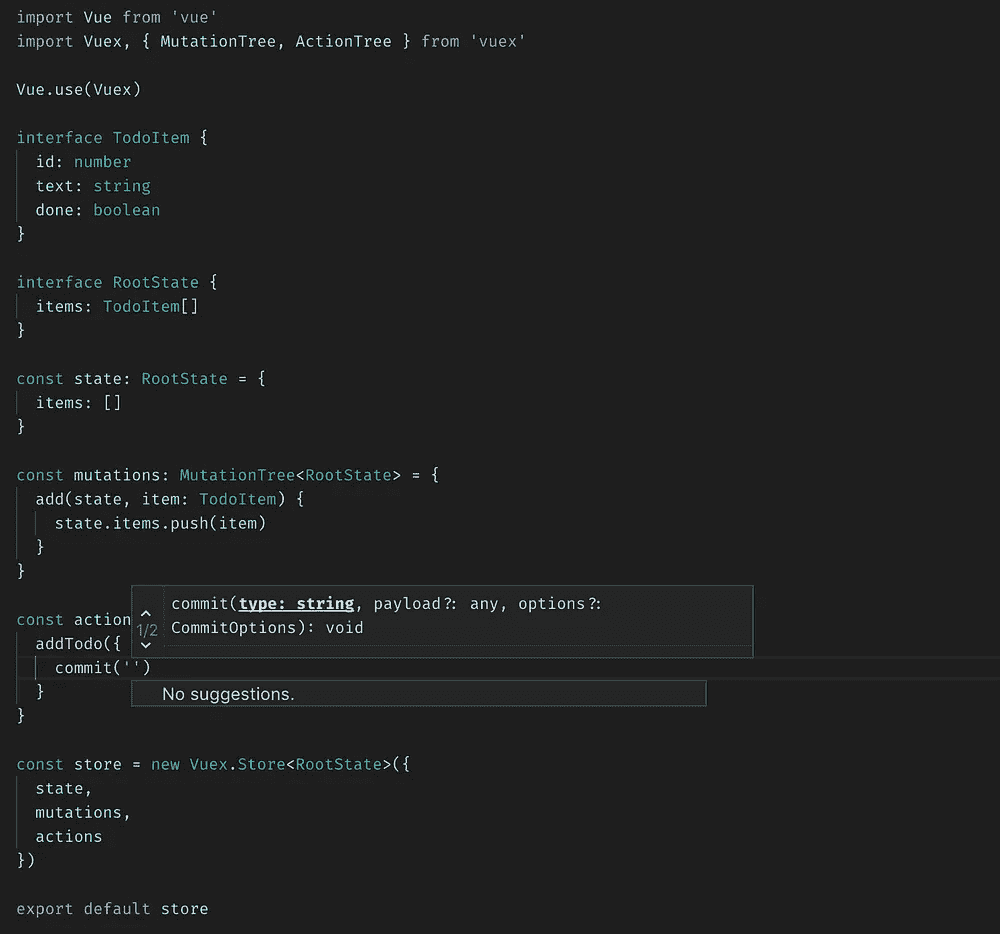 import Vue from 'vue'
import Vuex, { MutationTree, ActionTree } from 'vuex'
Vue.use(Vuex)
interface TodoItem {
id: number
text: string
done: boolean
}
interface RootState {
items: TodoItem[]
}
const state: RootState = {
items: []
}
const mutations: MutationTree<RootState> = {
add(state, item: TodoItem) {
state.items.push(item)
}
}
const action
commit(type: string, payload?: any, options?:
1/2
CommitOptions): void
addTodo({
commit('')
}
No suggestions.
}
const store = new Vuex.Store<RootState>({
state,
mutations,
actions
})
export default store